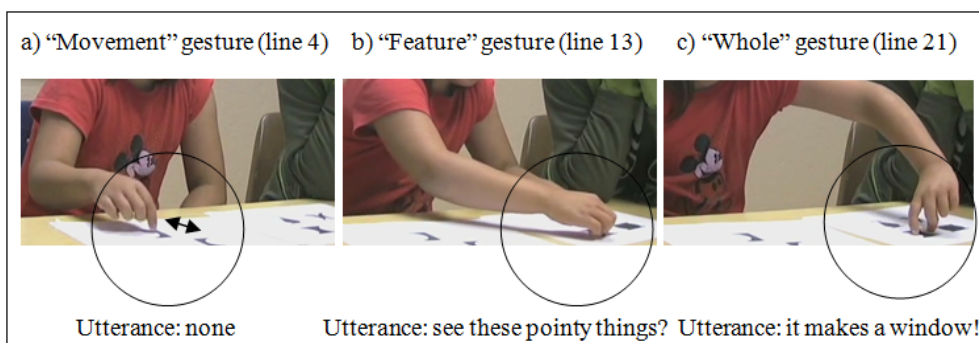 a) “Movement” gesture (line 4)
b) “Feature” gesture (line 13)
c) “Whole” gesture (line 21)
Utterance: none
Utterance: see these pointy things?
Utterance: it makes a window!